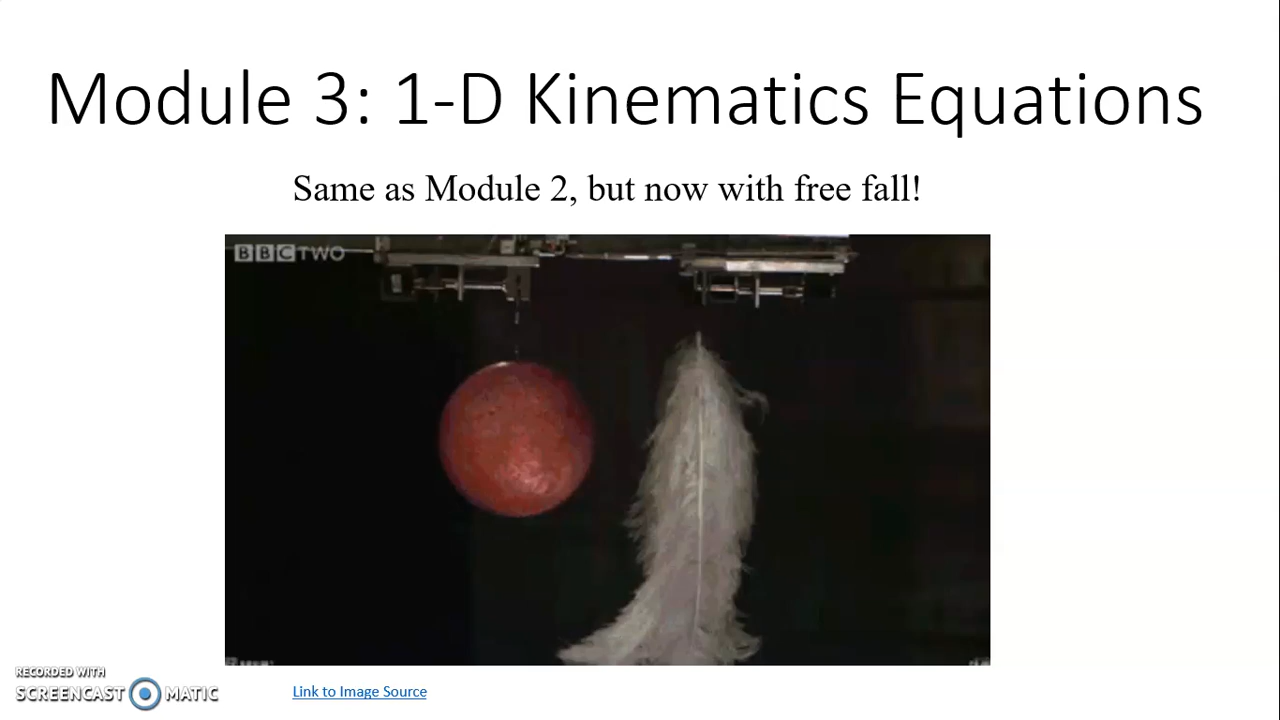 Module 3: 1-D Kinematics Equations
Same as Module 2, but now with free fall!
BBC TWO
RECORDED WITH
SCREENCAST MATIC
Link to Image Source